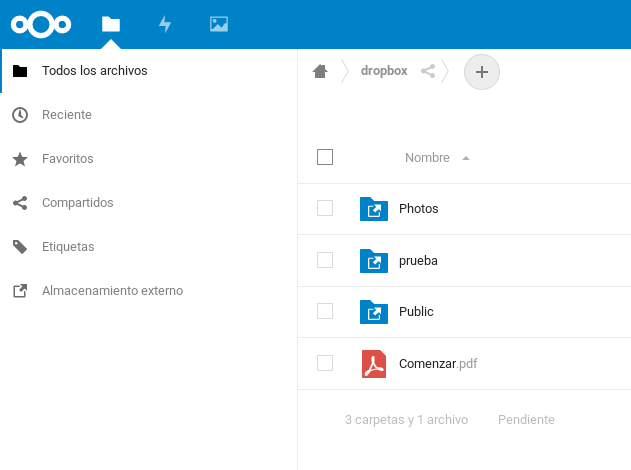 Todos los archivos
dropbox
Reciente
Favoritos
Nombre
Compartidos
Photos
Etiquetas
prueba
Almacenamiento externo
Public
Comenzar.pdf
3 carpetas y 1 archivo Pendiente